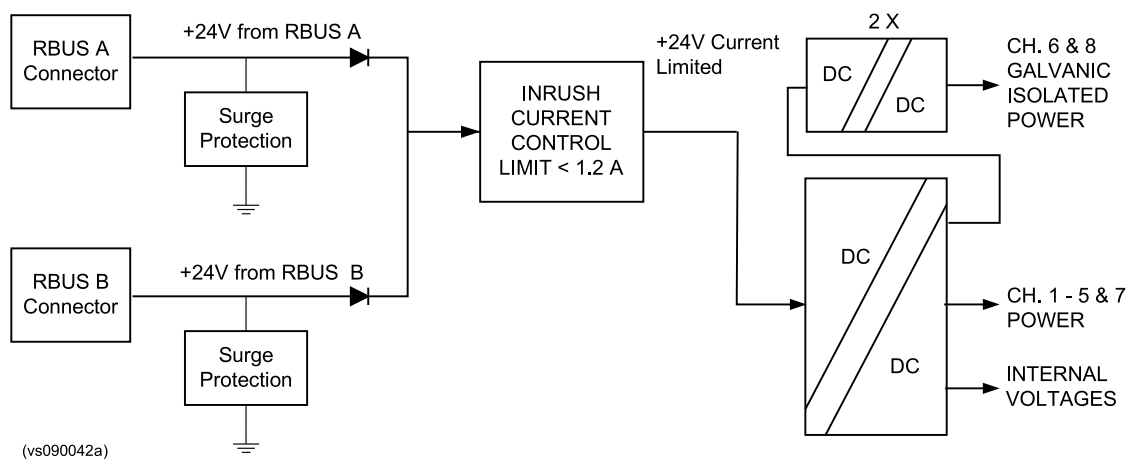 RBUS A
Connector
+24V from RBUS A
Surge
Protection
RBUS B
Connector
+24V from RBUS B
Surge
Protection
INRUSH
CURRENT
CONTROL
LIMIT < 1.2 A
+24V Current
Limited
2 X
DC
DC
CH. 6 & 8
GALVANIC
ISOLATED
POWER
DC
DC
CH. 1 - 5 & 7
POWER
INTERNAL
VOLTAGES
(vs090042a)